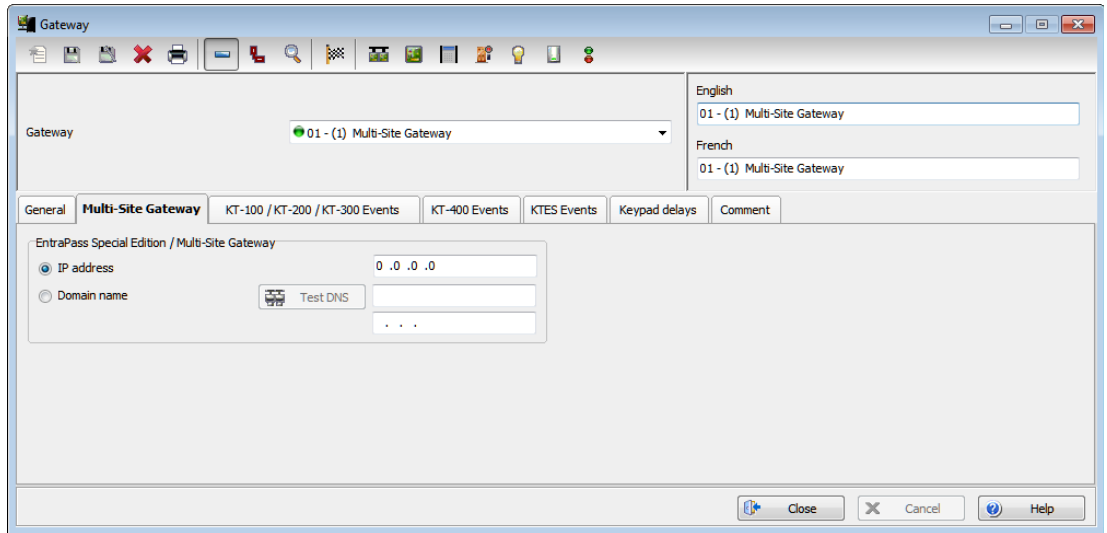 Gateway
English
01 - (1) Multi-Site Gateway
Gateway
01 - (1) Multi-Site Gateway
French
01 - (1) Multi-Site Gateway
General Multi-Site Gateway KT-100 / KT-200 / KT-300 Events KT-400 Events KTES Events Keypad delays Comment
EntraPass Special Edition / Multi-Site Gateway
IP address 0 .0 .0 .0
Domain name Test DNS
. . .
Close Cancel Help